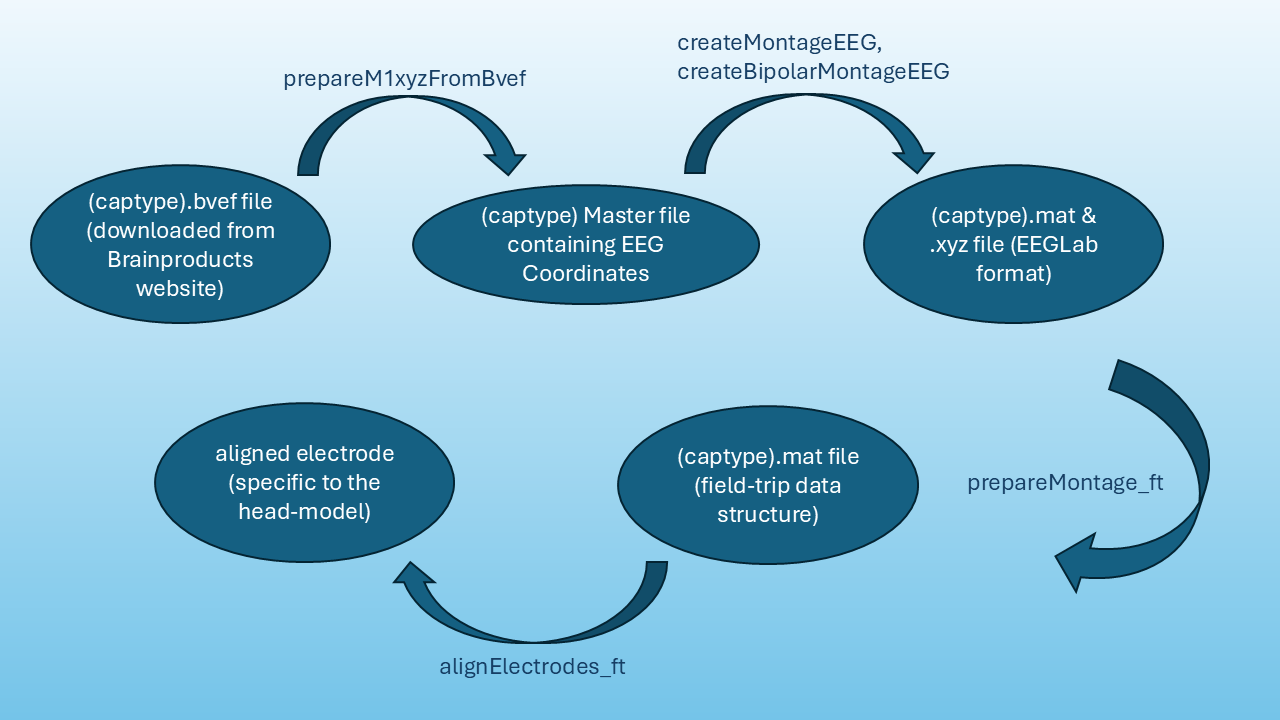 prepareM1xyzFromBvef
createMontageEEG,
createBipolarMontageEEG
(captype).bvef file
(downloaded from
Brainproducts
website)
(captype) Master file
containing EEG
Coordinates
(captype).mat &
.xyz file (EEGLab
format)
prepareMontage_ft
(captype).mat file
(field-trip data
structure)
aligned electrode
(specific to the
head-model)
alignElectrodes_ft